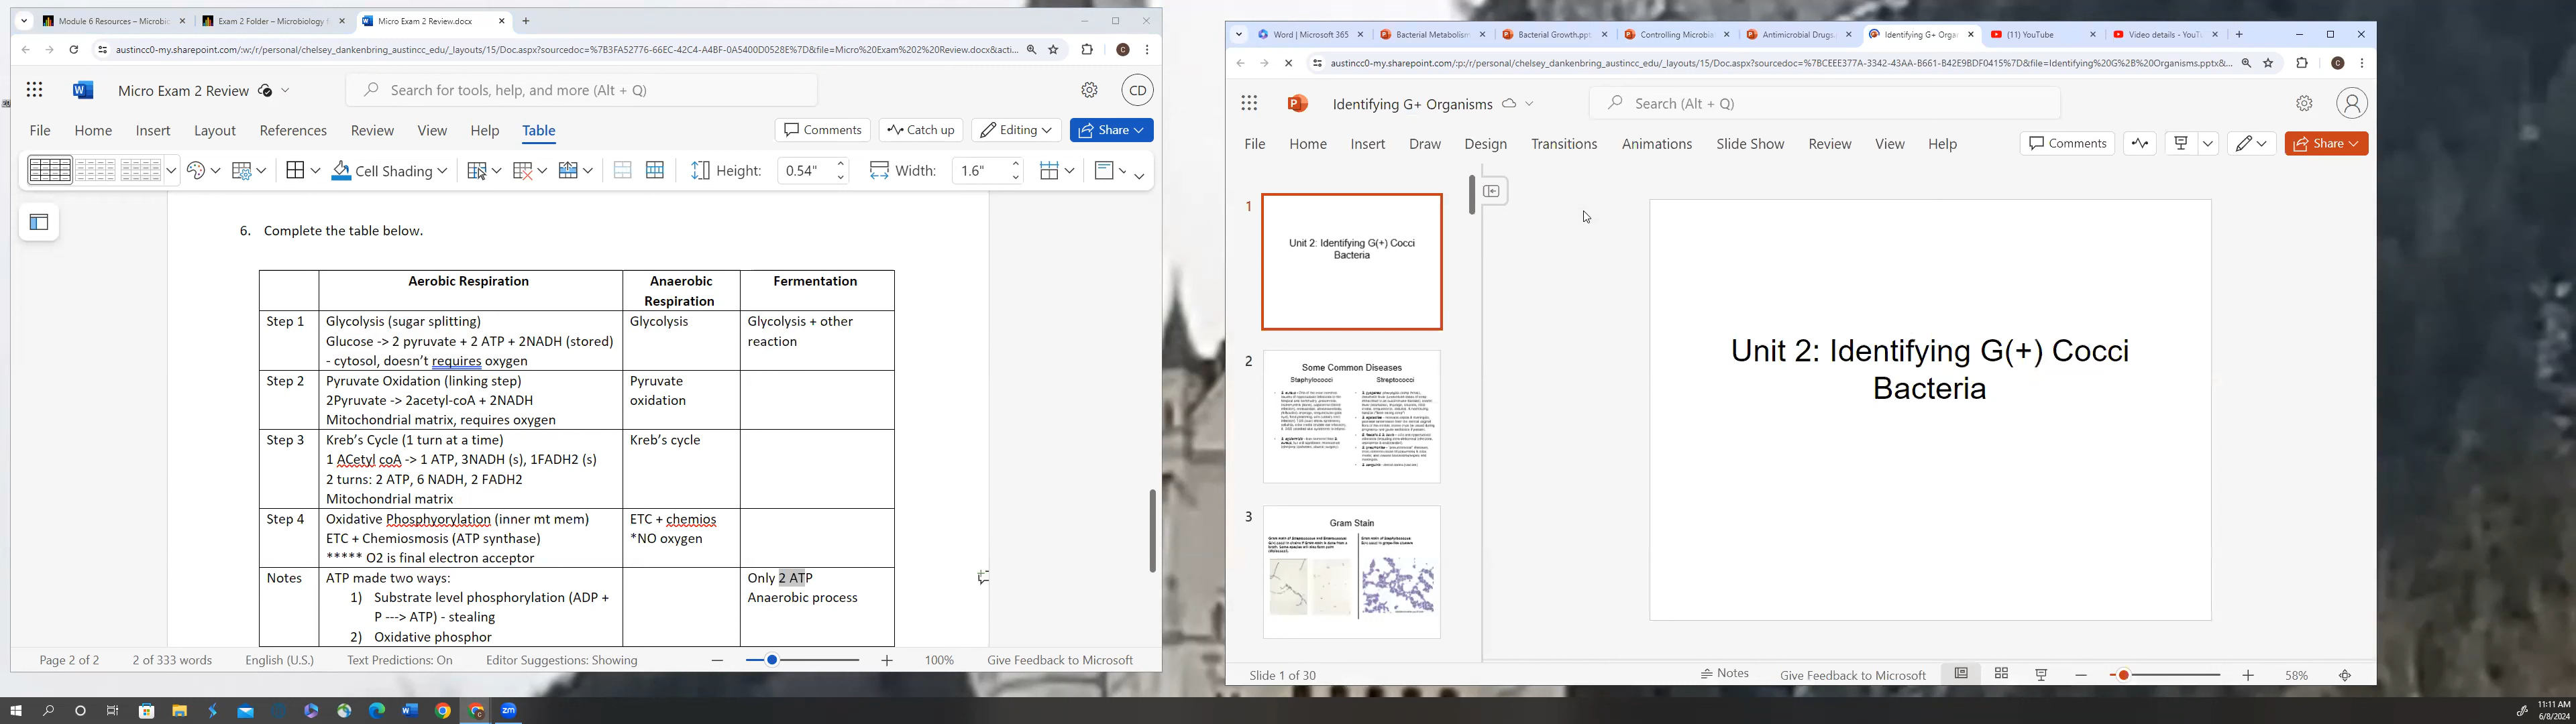 Module 6 Resources – Microbio
Exam 2 Folder – Microbiology f
Micro Exam 2 Review.docx
austincc0-my.sharepoint.com/:w:/r/personal/chelsey_dankenbring_austincc_edu/_layouts/15/Doc.aspx?sourcedoc=%7B3FA52776-66EC-42C4-A4BF-0A5400D0528E%7D&file=Micro%20Exam%202%20Review.docx&acti...
C
Micro Exam 2 Review
Search for tools, help, and more (Alt + Q)
CD
File Home Insert Layout References Review View Help Table
Comments Catch up Editing Share
Cell Shading Height: 0.54" Width: 1.6"
6. Complete the table below.
Aerobic Respiration
Anaerobic
Respiration
Fermentation
Step 1
Glycolysis (sugar splitting)
Glucose -> 2 pyruvate + 2 ATP + 2NADH (stored)
- cytosol, doesn't requires oxygen
Glycolysis
Glycolysis + other
reaction
Step 2
Pyruvate Oxidation (linking step)
2Pyruvate -> 2acetyl-coA + 2NADH
Mitochondrial matrix, requires oxygen
Pyruvate
oxidation
Step 3
Kreb's Cycle (1 turn at a time)
1 ACetyl coA -> 1 ATP, 3NADH (s), 1FADH2 (s)
2 turns: 2 ATP, 6 NADH, 2 FADH2
Mitochondrial matrix
Kreb's cycle
Step 4
Oxidative Phosphyorylation (inner mt mem)
ETC + Chemiosmosis (ATP synthase)
***** O2 is final electron acceptor
ETC + chemios
*NO oxygen
Notes
ATP made two ways:
1) Substrate level phosphorylation (ADP +
P ---> ATP) - stealing
2) Oxidative phosphor
Only 2 ATP
Anaerobic process
Page 2 of 2
2 of 333 words
English (U.S.)
Text Predictions: On
Editor Suggestions: Showing
100%
Give Feedback to Microsoft
Word | Microsoft 365
Bacterial Metabolism
Bacterial Growth.ppt
Controlling Microbia
Antimicrobial Drugs.
Identifying G+ Orga
(11) YouTube
Video details - YouTu
austincc0-my.sharepoint.com/:p:/r/personal/chelsey_dankenbring_austincc_edu/_layouts/15/Doc.aspx?sourcedoc=%7BCEEE377A-3342-43AA-B661-B42E9BDF0415%7D&file=Identifying%20G%2B%20Organisms.pptx&...
C
Identifying G+ Organisms
Search (Alt + Q)
File Home Insert Draw Design Transitions Animations Slide Show Review View Help
Comments Share
1
Unit 2: Identifying G(+) Cocci
Bacteria
2
Some Common Diseases
Staphylococci
Streptococci
3
Gram Stain
Unit 2: Identifying G(+) Cocci
Bacteria
Slide 1 of 30
Notes
Give Feedback to Microsoft
58%
zm
11:11 AM
6/8/2024